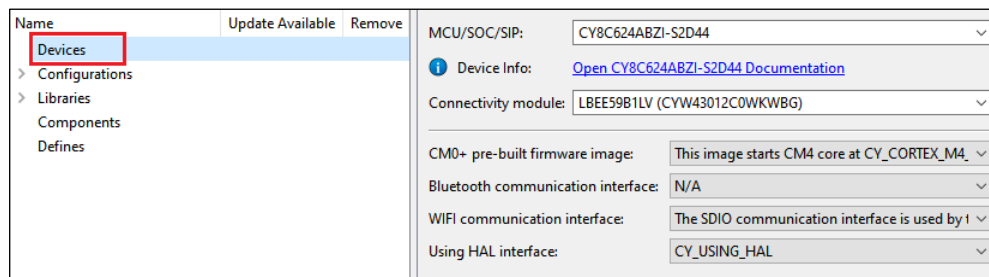 Name Update Available Remove
Devices
Configurations
Libraries
Components
Defines
MCU/SOC/SIP: CY8C624ABZI-S2D44
Device Info: Open CY8C624ABZI-S2D44 Documentation
Connectivity module: LBEE59B1LV (CYW43012C0WKWBG)
CM0+ pre-built firmware image: This image starts CM4 core at CY_CORTEX_M4_
Bluetooth communication interface: N/A
WIFI communication interface: The SDIO communication interface is used by
Using HAL interface: CY_USING_HAL